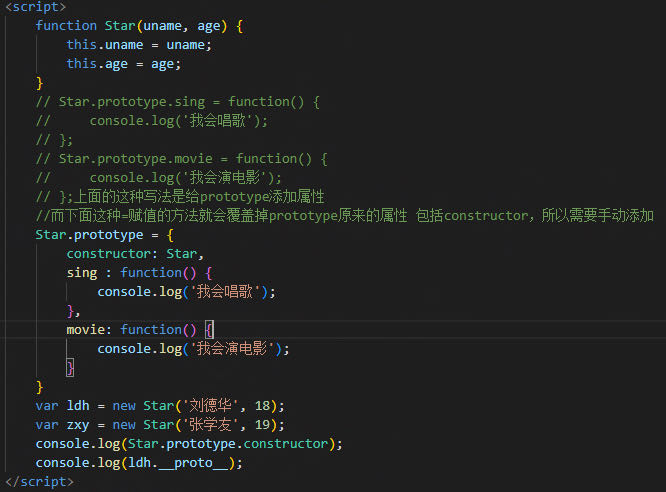 <script>
function Star(uname, age) {
this.uname = uname;
this.age = age;
}
// Star.prototype.sing = function() {
//     console.log('我会唱歌');
// };
// Star.prototype.movie = function() {
//     console.log('我会演电影');
// };上面的这种写法是给prototype添加属性
//而下面这种=赋值的方法就会覆盖掉prototype原来的属性 包括constructor，所以需要手动添加
Star.prototype = {
constructor: Star,
sing : function() {
console.log('我会唱歌');
},
movie: function() {
console.log('我会演电影');
}
}
var ldh = new Star('刘德华', 18);
var zxy = new Star('张学友', 19);
console.log(Star.prototype.constructor);
console.log(ldh.__proto__);
</script>